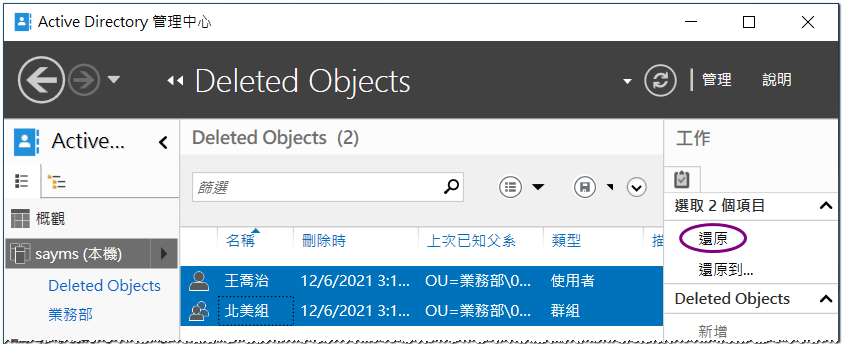 Active Directory 管理中心
Deleted Objects
管理
說明
Active...
Deleted Objects (2)
工作
篩選
概觀
選取 2 個項目
sayms (本機)
名稱
刪除時
上次已知父系
類型
還原
Deleted Objects
王喬治
12/6/2021 3:1...
OU=業務部\0...
使用者
還原到...
業務部
北美組
12/6/2021 3:1...
OU=業務部\0...
群組
Deleted Objects
新增